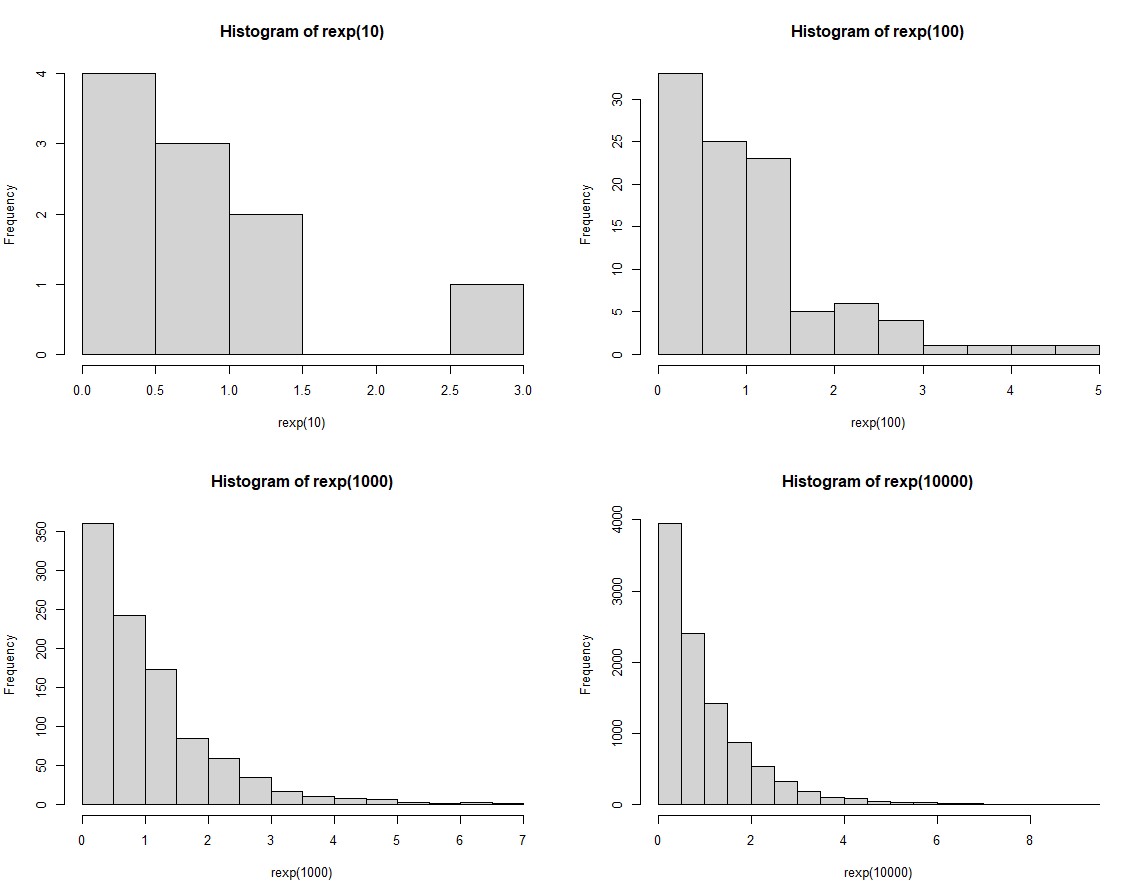 Histogram of rexp(10)
Frequency
4
3
2
1
0
0.0 0.5 1.0 1.5 2.0 2.5 3.0
rexp(10)
Histogram of rexp(100)
Frequency
30
25
20
15
10
5
0
0 1 2 3 4 5
rexp(100)
Histogram of rexp(1000)
Frequency
350
300
250
200
150
100
50
0
0 1 2 3 4 5 6 7
rexp(1000)
Histogram of rexp(10000)
Frequency
4000
3000
2000
1000
0
0 2 4 6 8
rexp(10000)